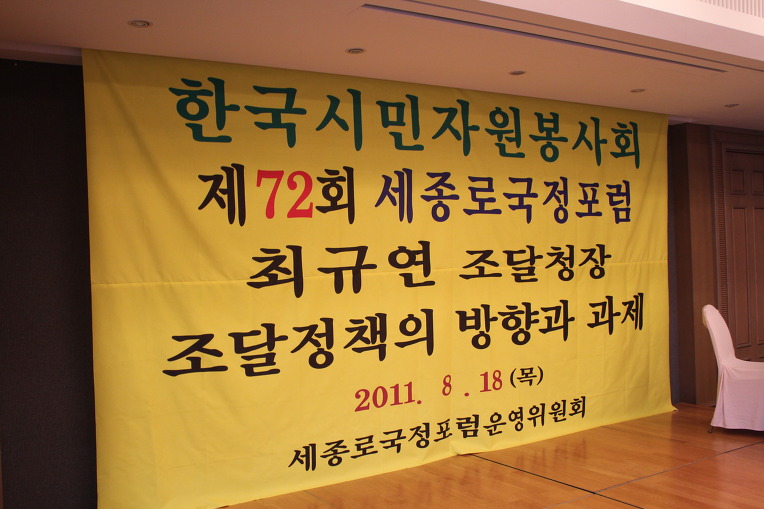 한국시민자원봉사회
제72회 세종로국정포럼
최규연 조달청장
조달정책의 방향과 과제
2011. 8. 18 (목)
세종로국정포럼운영위원회